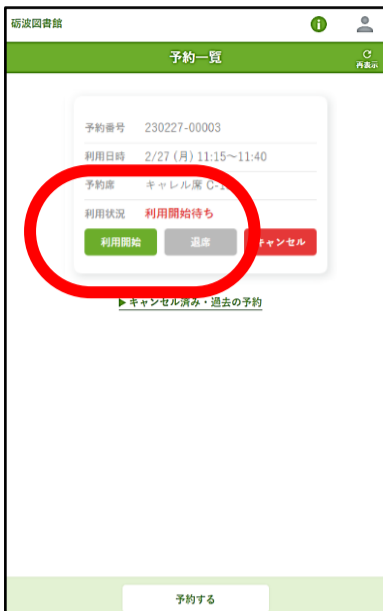 砺波図書館
予約一覧
再表示
予約番号 230227-00003
利用日時 2/27 (月) 11:15～11:40
予約席 キャレル席 C-1
利用状況 利用開始待ち
利用開始 退席 キャンセル
▶キャンセル済み・過去の予約
予約する